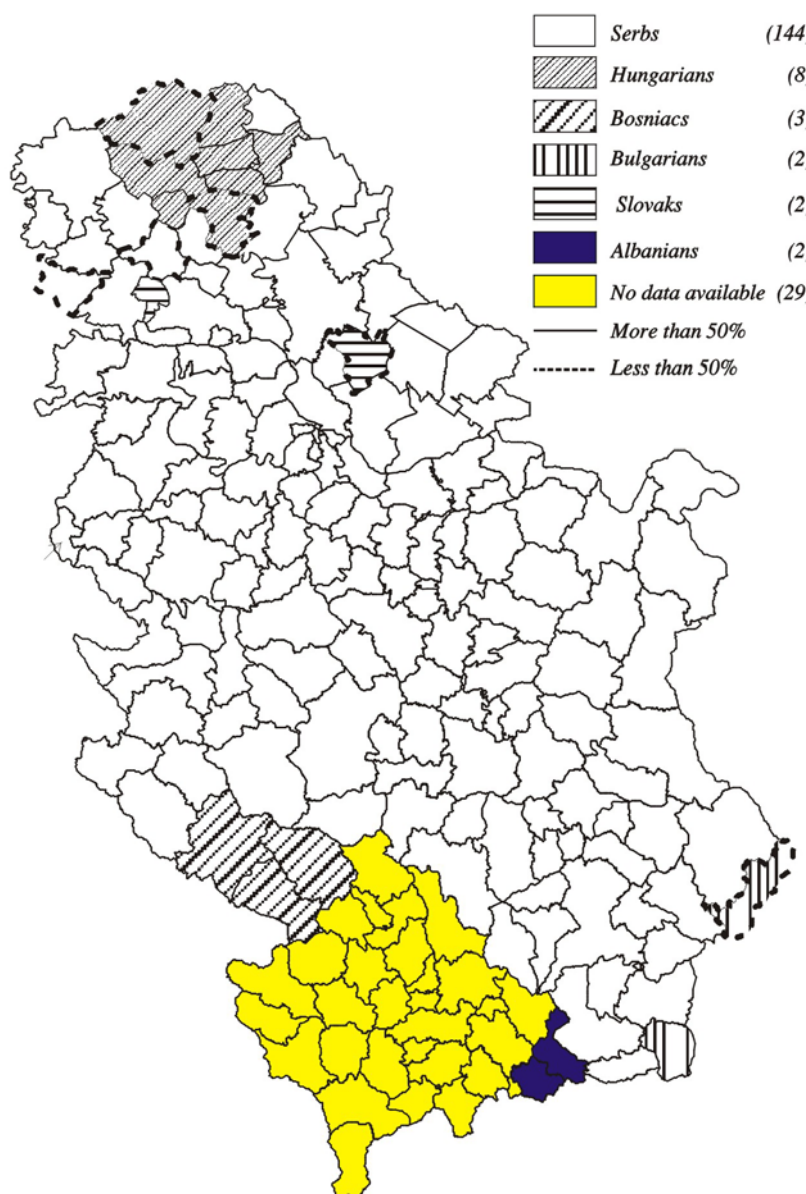 Serbs (144
Hungarians (8
Bosniacs (3
Bulgarians (2
Slovaks (2
Albanians (2
No data available (29
More than 50%
Less than 50%